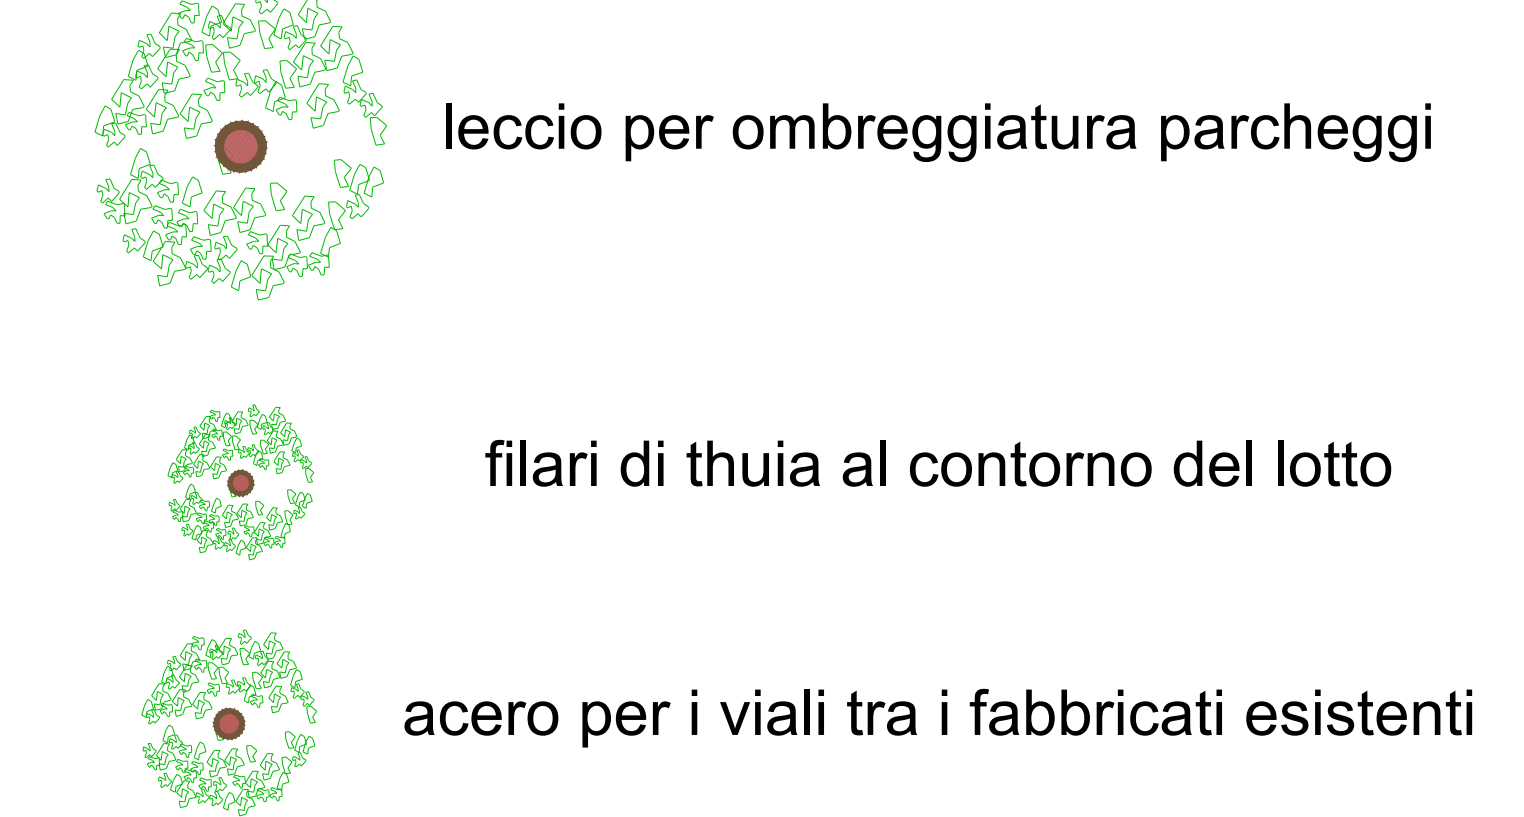 leccio per ombreggiatura parcheggi
filari di thuia al contorno del lotto
acero per i viali tra i fabbricati esistenti